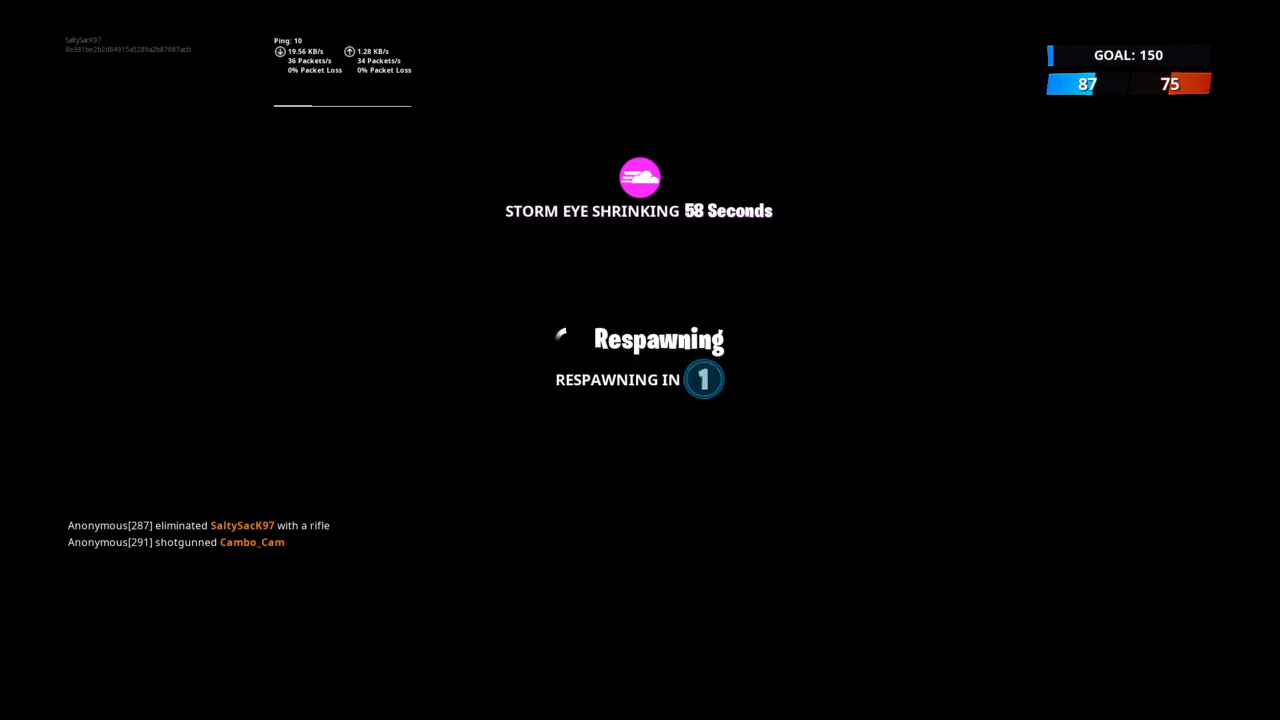 SaltySacK97
8e381be2b2d84915a5289a2b87687acb
Ping: 10
19.56 KB/s 1.28 KB/s
36 Packets/s 34 Packets/s
0% Packet Loss 0% Packet Loss
GOAL: 150
87 75
STORM EYE SHRINKING 58 Seconds
Respawning
RESPAWNING IN 1
Anonymous[287] eliminated SaltySacK97 with a rifle
Anonymous[291] shotgunned Cambo_Cam